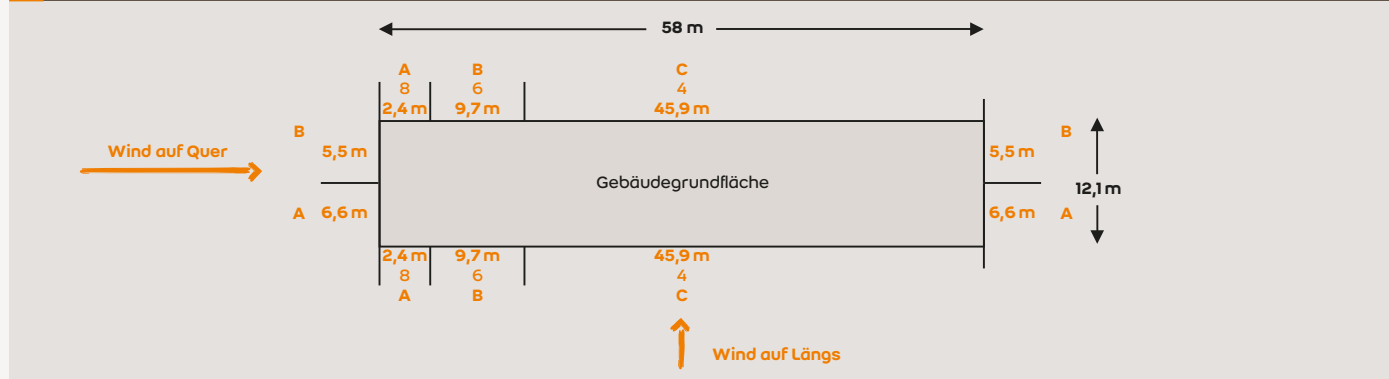 58 m
A B C
8 6 4
2,4 m 9,7 m 45,9 m
B B
Wind auf Quer 5,5 m 5,5 m
Gebäudegrundfläche 12,1 m
A 6,6 m 6,6 m A
2,4 m 9,7 m 45,9 m
8 6 4
A B C
Wind auf Längs